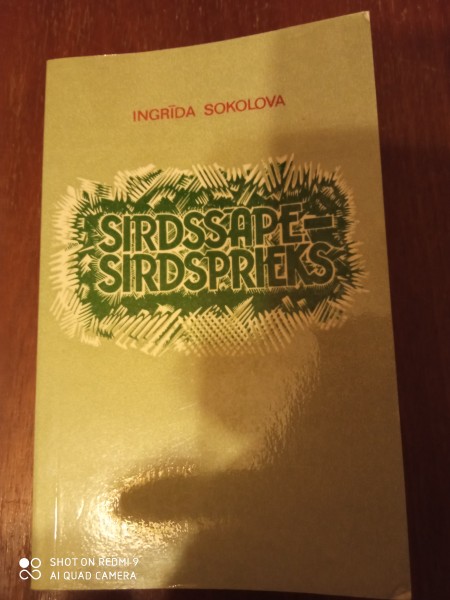 INGRĪDA SOKOLOVA
SIRDSSĀPE —
SIRDSPRIEKS
SHOT ON REDMI 9
AI QUAD CAMERA